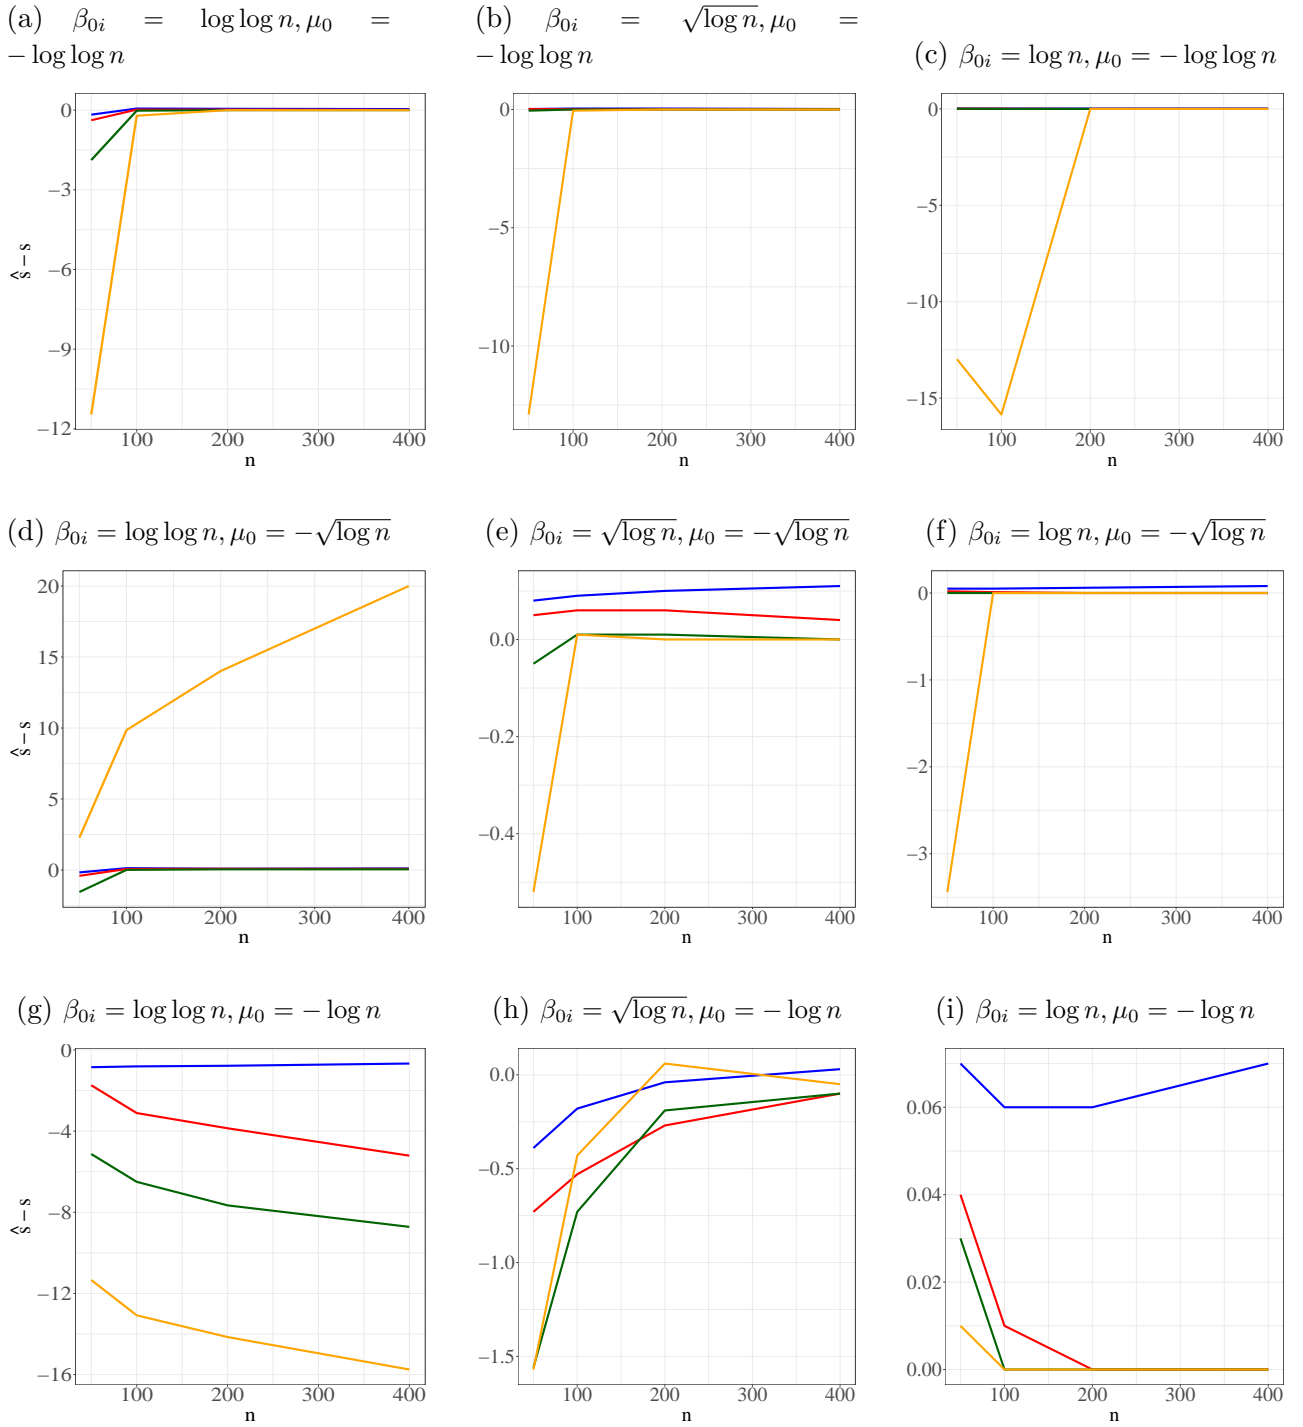 (a) β₀ᵢ = log log n, μ₀ =
− log log n
(b) β₀ᵢ = √log n, μ₀ =
− log log n
(c) β₀ᵢ = log n, μ₀ = − log log n
0
−3
−6
−9
−12
ŝ − s
100 200 300 400
n
0
−5
−10
100 200 300 400
n
0
−5
−10
−15
100 200 300 400
n
(d) β₀ᵢ = log log n, μ₀ = −√log n
(e) β₀ᵢ = √log n, μ₀ = −√log n
(f) β₀ᵢ = log n, μ₀ = −√log n
20
15
10
5
0
ŝ − s
100 200 300 400
n
0.0
−0.2
−0.4
100 200 300 400
n
0
−1
−2
−3
100 200 300 400
n
(g) β₀ᵢ = log log n, μ₀ = − log n
(h) β₀ᵢ = √log n, μ₀ = − log n
(i) β₀ᵢ = log n, μ₀ = − log n
0
−4
−8
−12
−16
ŝ − s
100 200 300 400
n
0.0
−0.5
−1.0
−1.5
100 200 300 400
n
0.06
0.04
0.02
0.00
100 200 300 400
n